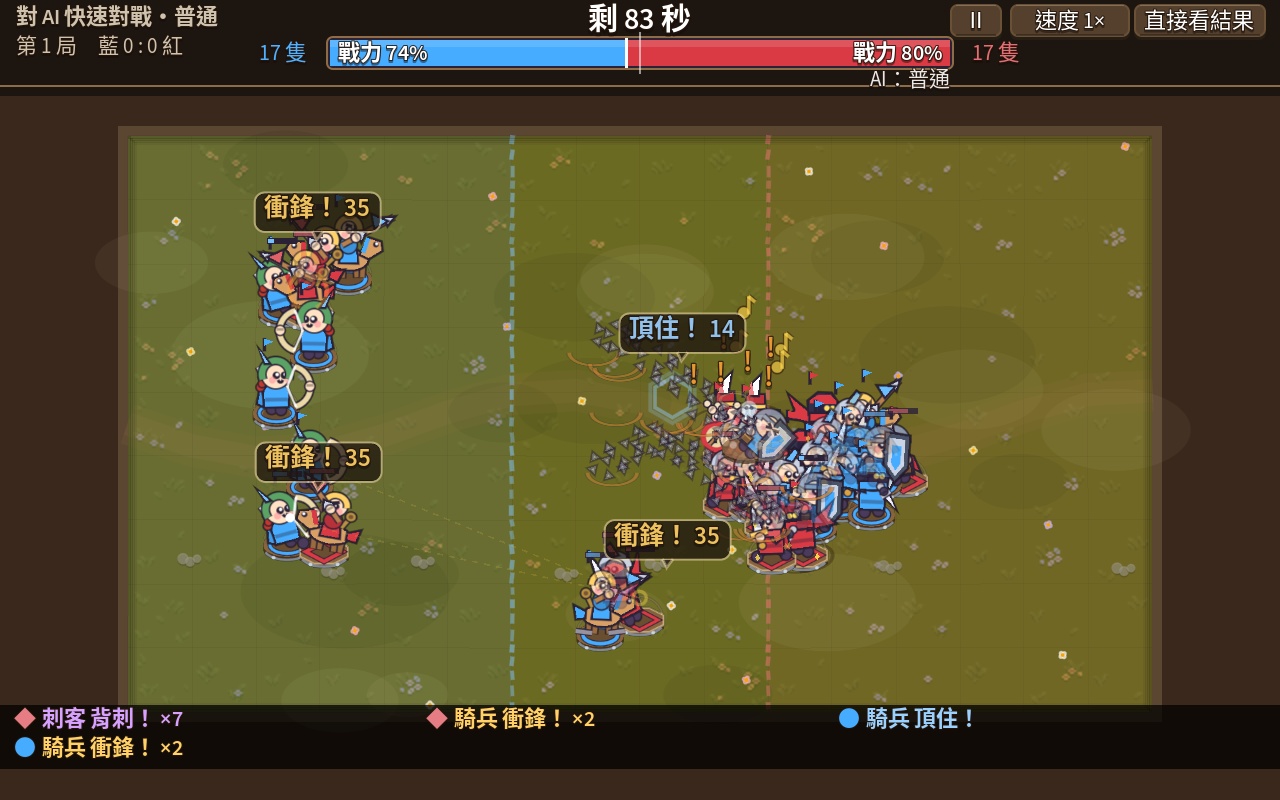 對 AI 快速對戰・普通
第 1 局　藍 0 : 0 紅
剩 83 秒
17 隻
戰力 74%
戰力 80%
17 隻
AI：普通
II
速度 1×
直接看結果
衝鋒！ 35
頂住！ 14
衝鋒！ 35
衝鋒！ 35
刺客 背刺！ ×7
騎兵 衝鋒！ ×2
騎兵 頂住！
騎兵 衝鋒！ ×2